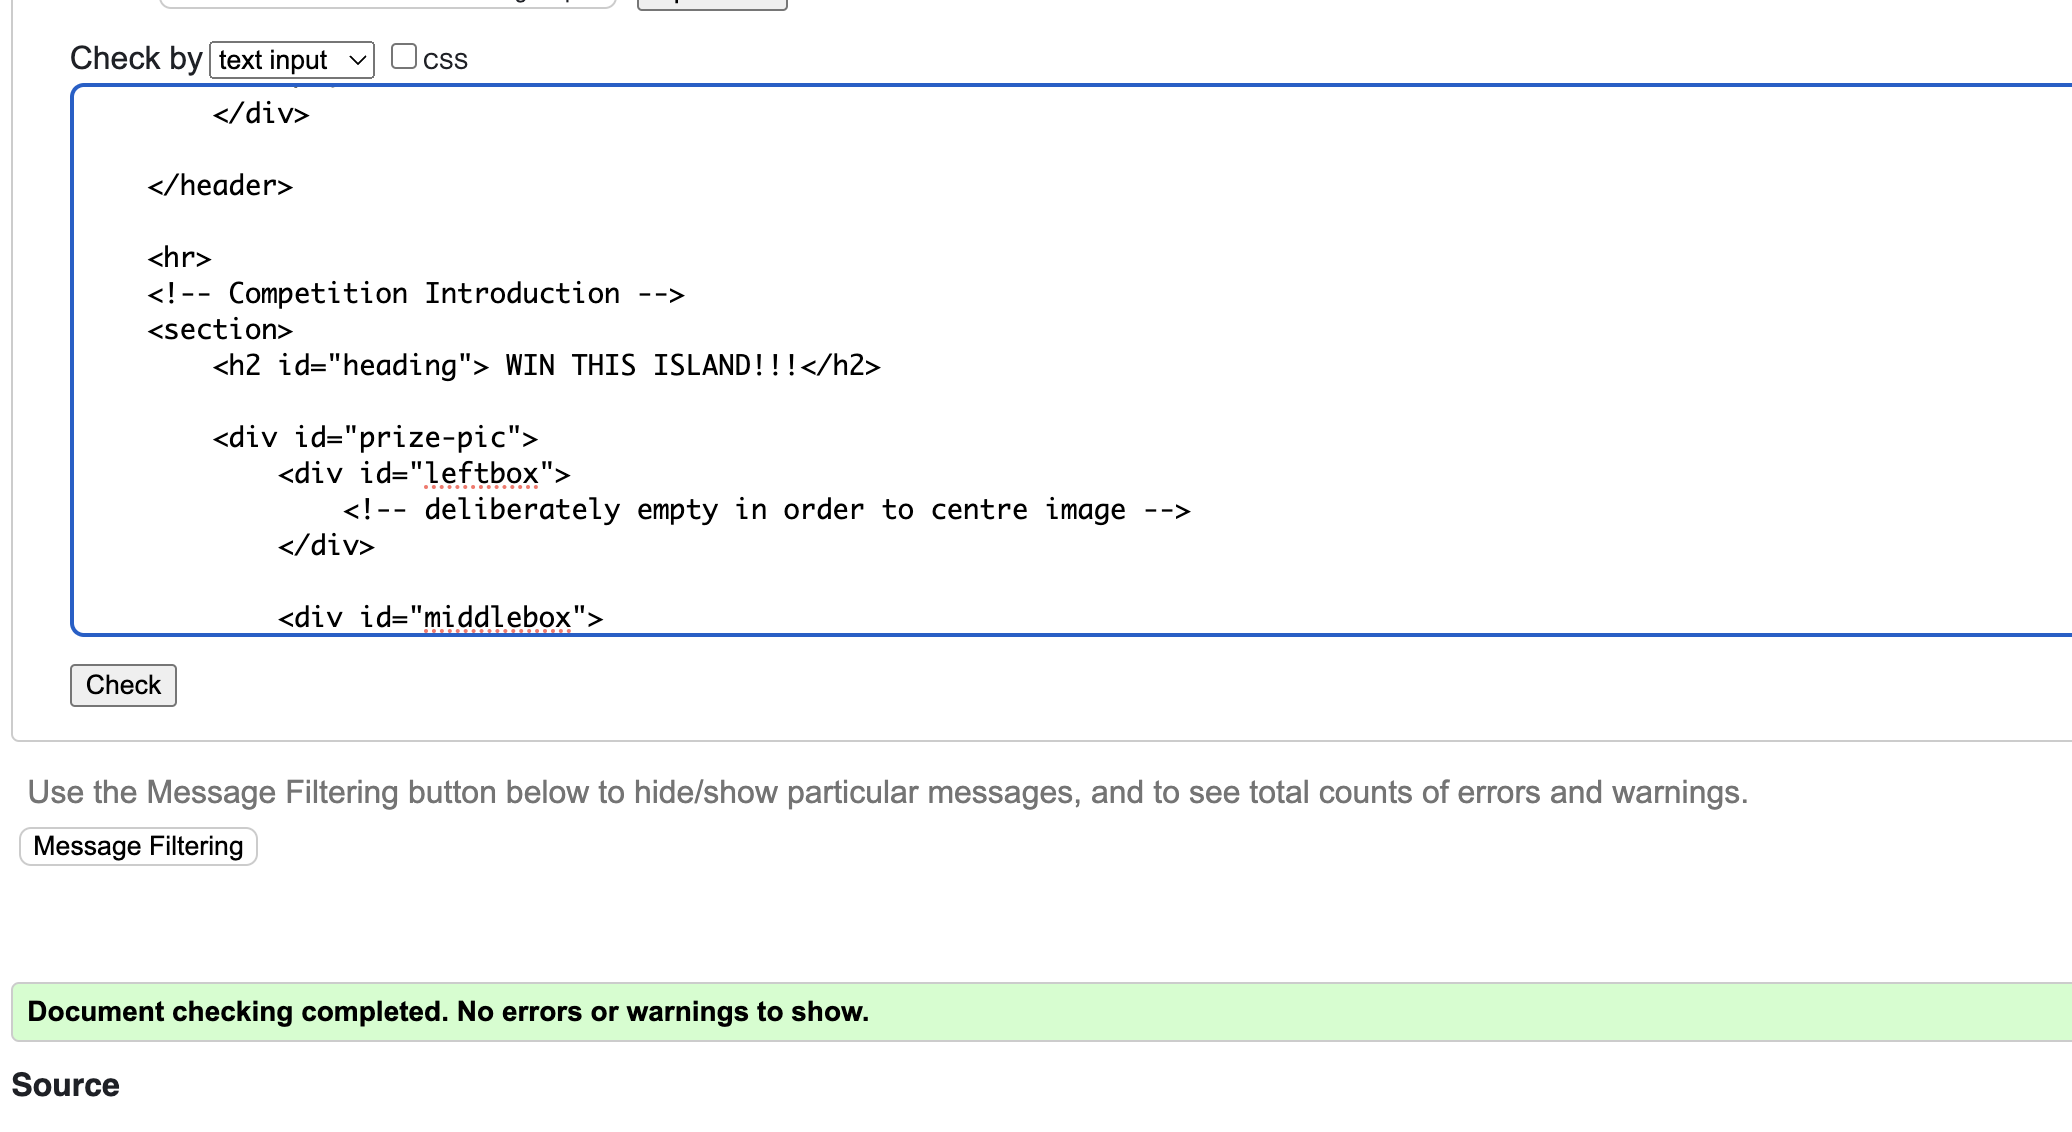 Check by text input css
</div>
</header>
<hr>
<!-- Competition Introduction -->
<section>
<h2 id="heading"> WIN THIS ISLAND!!!</h2>
<div id="prize-pic">
<div id="leftbox">
<!-- deliberately empty in order to centre image -->
</div>
<div id="middlebox">
Check
Use the Message Filtering button below to hide/show particular messages, and to see total counts of errors and warnings.
Message Filtering
Document checking completed. No errors or warnings to show.
Source